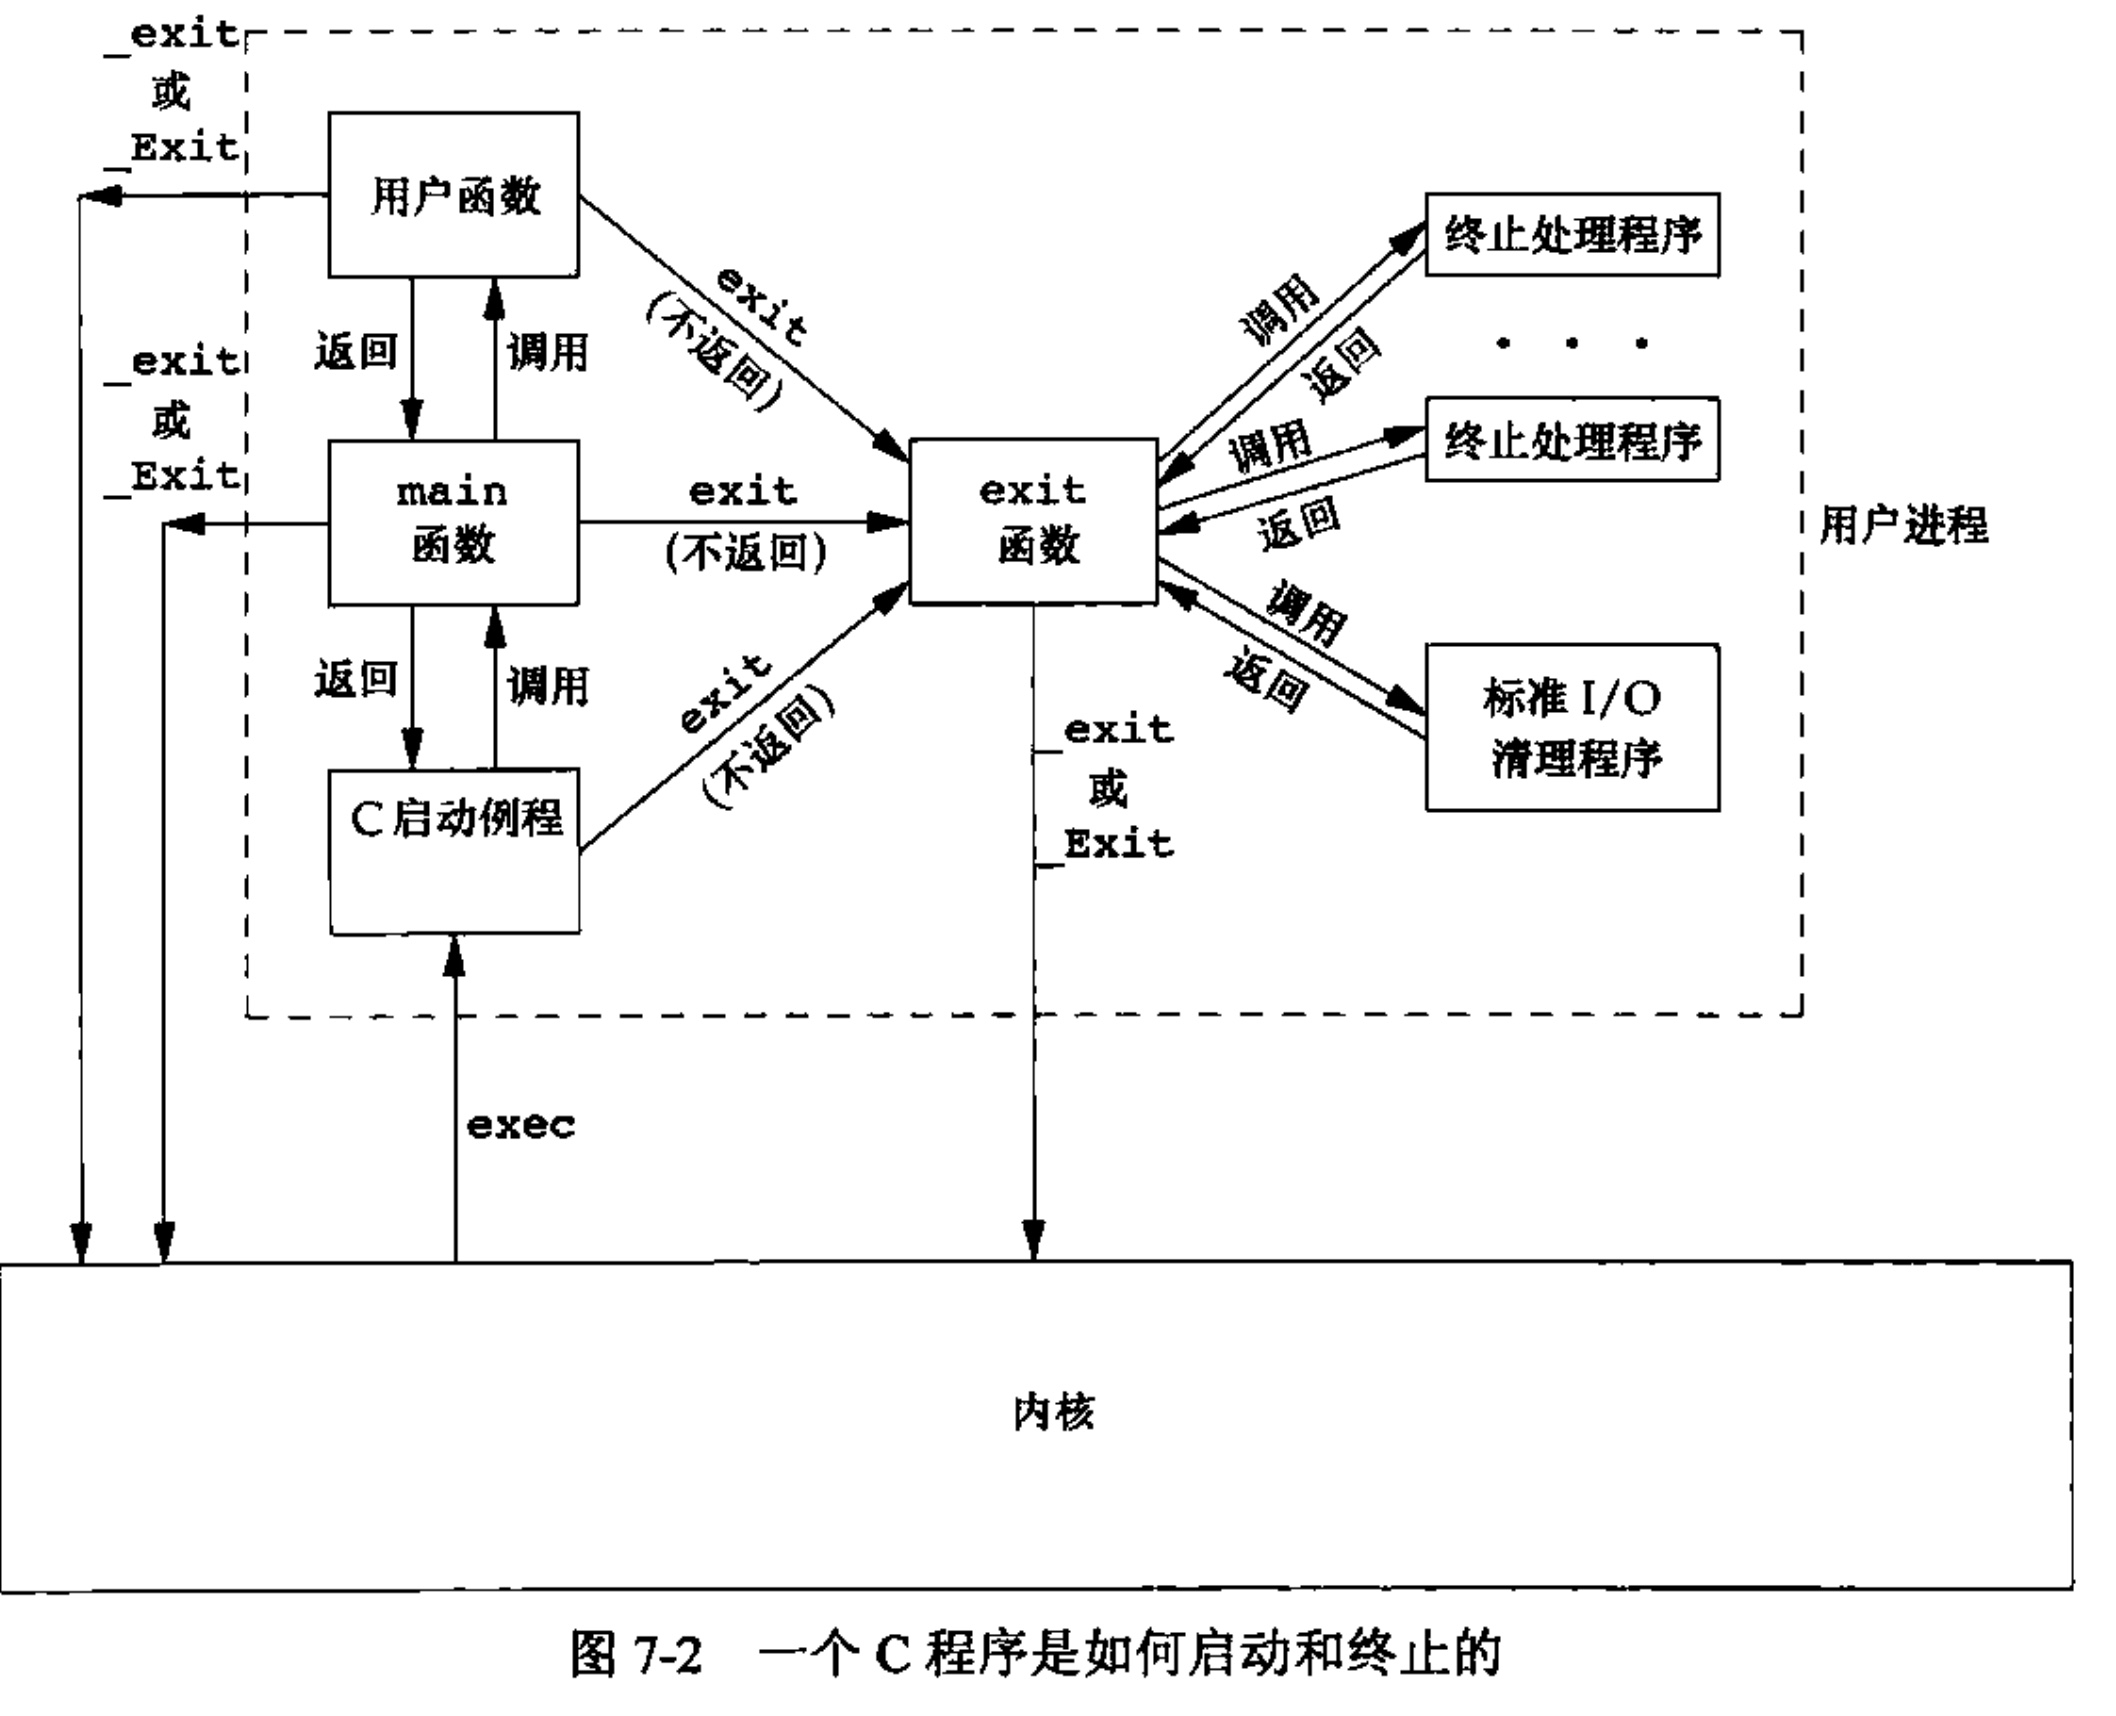 _exit
或
_Exit
用户函数
终止处理程序
exit
(不返回)
调用
返回
返回
调用
. . .
_exit
或
_Exit
终止处理程序
调用
返回
main
函数
exit
(不返回)
exit
函数
用户进程
调用
返回
返回
调用
exit
(不返回)
标准 I/O
清理程序
_exit
或
_Exit
C启动例程
exec
内核
图 7-2 一个 C 程序是如何启动和终止的